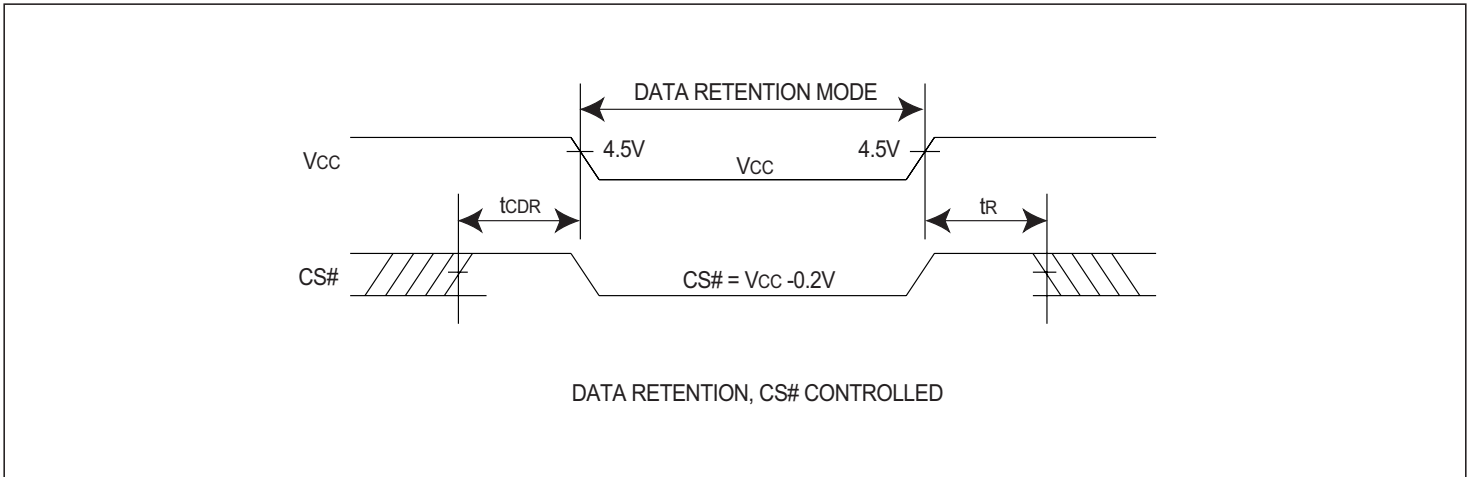 DATA RETENTION MODE
VCC
4.5V
VCC
4.5V
tCDR
tR
CS#
CS# = VCC -0.2V
DATA RETENTION, CS# CONTROLLED